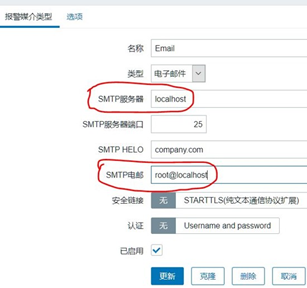 报警媒介类型 选项
名称 Email
类型 电子邮件
SMTP服务器 localhost
SMTP服务器端口 25
SMTP HELO company.com
SMTP电邮 root@localhost
安全链接 无 STARTTLS(纯文本通信协议扩展)
认证 无 Username and password
已启用
更新 克隆 删除 取消